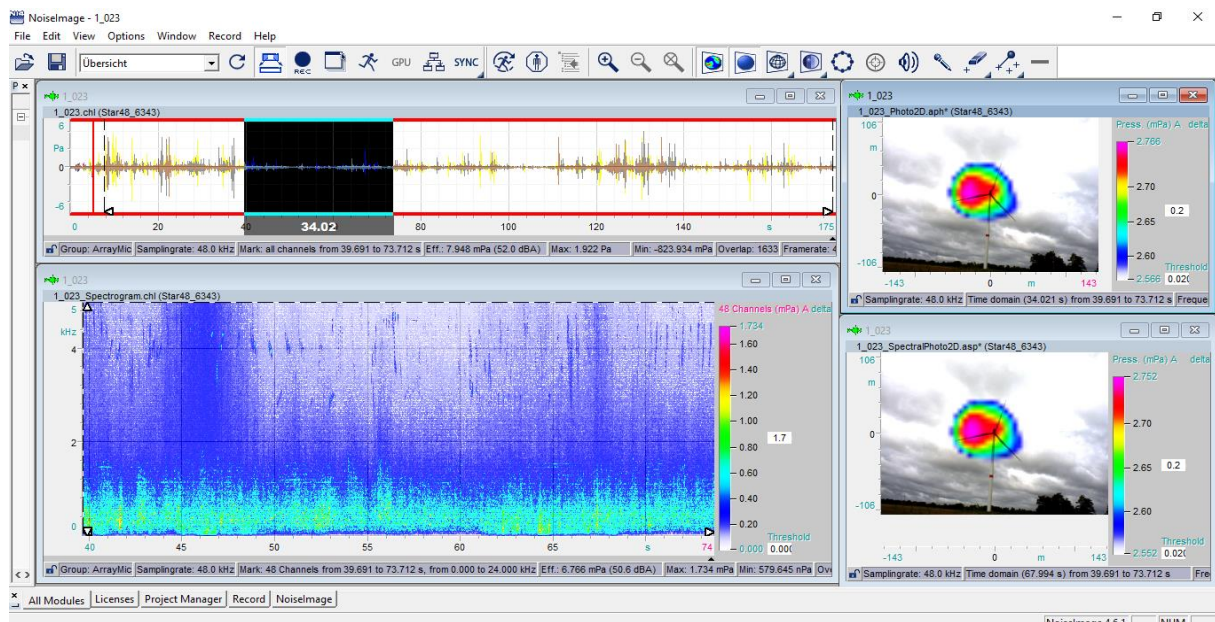 NoiseImage - 1_023
File Edit View Options Window Record Help
Übersicht
REC
GPU
SYNC
P
1_023
1_023.chl (Star48_6343)
6
Pa
0
-6
0 20 40 34.02 80 100 120 140 s 175
Group: ArrayMic Samplingrate: 48.0 kHz Mark: all channels from 39.691 to 73.712 s Eff.: 7.948 mPa (52.0 dBA) Max: 1.922 Pa Min: -823.934 mPa Overlap: 1633 Framerate: 4
1_023
1_023_Spectrogram.chl (Star48_6343)
5
kHz
4
2
0
40 45 50 55 60 65 s 74
48 Channels (mPa) A delta
1.734
1.60
1.40
1.20
1.00
1.7
0.80
0.60
0.40
0.20
Threshold
0.000 0.000
Group: ArrayMic Samplingrate: 48.0 kHz Mark: 48 Channels from 39.691 to 73.712 s, from 0.000 to 24.000 kHz Eff.: 6.766 mPa (50.6 dBA) Max: 1.734 mPa Min: 579.645 nPa Ov
1_023
1_023_Photo2D.aph* (Star48_6343)
106
m
0
-106
-143 0 m 143
Press. (mPa) A delta
2.766
2.70
0.2
2.65
2.60
Threshold
2.566 0.020
Samplingrate: 48.0 kHz Time domain (34.021 s) from 39.691 to 73.712 s Freque
1_023
1_023_SpectralPhoto2D.asp* (Star48_6343)
106
m
0
-106
-143 0 m 143
Press. (mPa) A delta
2.752
2.70
2.65
0.2
2.60
Threshold
2.552 0.020
Samplingrate: 48.0 kHz Time domain (67.994 s) from 39.691 to 73.712 s Fre
All Modules Licenses Project Manager Record NoiseImage
NoiseImage 4.6.1 NUM